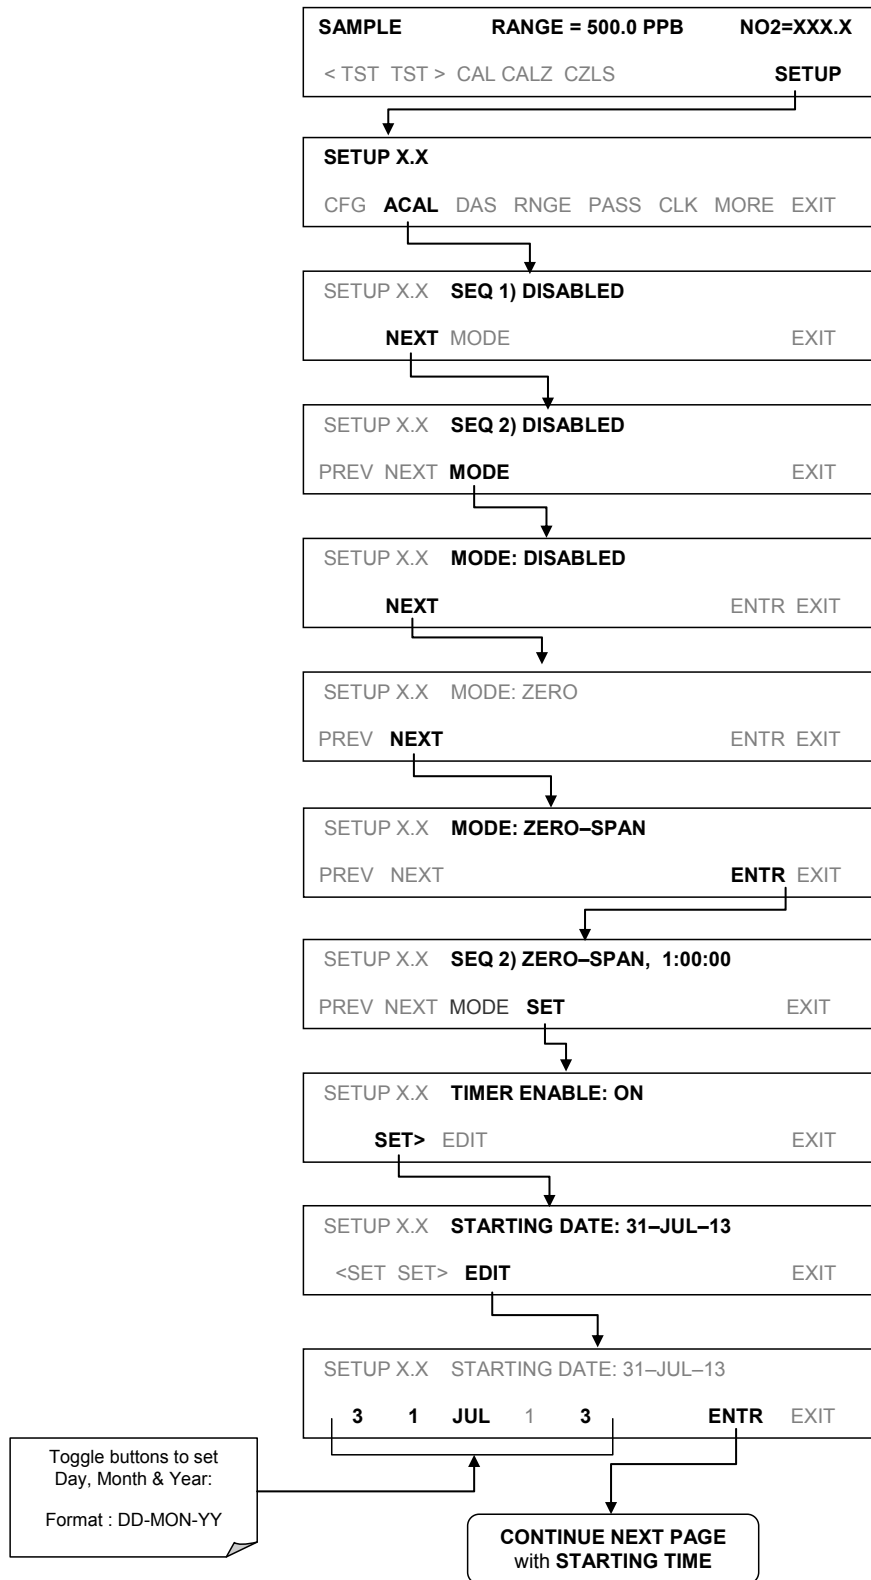 SAMPLE RANGE = 500.0 PPB NO2=XXX.X
< TST TST > CAL CALZ CZLS SETUP
SETUP X.X
CFG ACAL DAS RNGE PASS CLK MORE EXIT
SETUP X.X SEQ 1) DISABLED
NEXT MODE EXIT
SETUP X.X SEQ 2) DISABLED
PREV NEXT MODE EXIT
SETUP X.X MODE: DISABLED
NEXT ENTR EXIT
SETUP X.X MODE: ZERO
PREV NEXT ENTR EXIT
SETUP X.X MODE: ZERO–SPAN
PREV NEXT ENTR EXIT
SETUP X.X SEQ 2) ZERO–SPAN, 1:00:00
PREV NEXT MODE SET EXIT
SETUP X.X TIMER ENABLE: ON
SET> EDIT EXIT
SETUP X.X STARTING DATE: 31–JUL–13
<SET SET> EDIT EXIT
SETUP X.X STARTING DATE: 31–JUL–13
3 1 JUL 1 3 ENTR EXIT
Toggle buttons to set
Day, Month & Year:
Format : DD-MON-YY
CONTINUE NEXT PAGE
with STARTING TIME